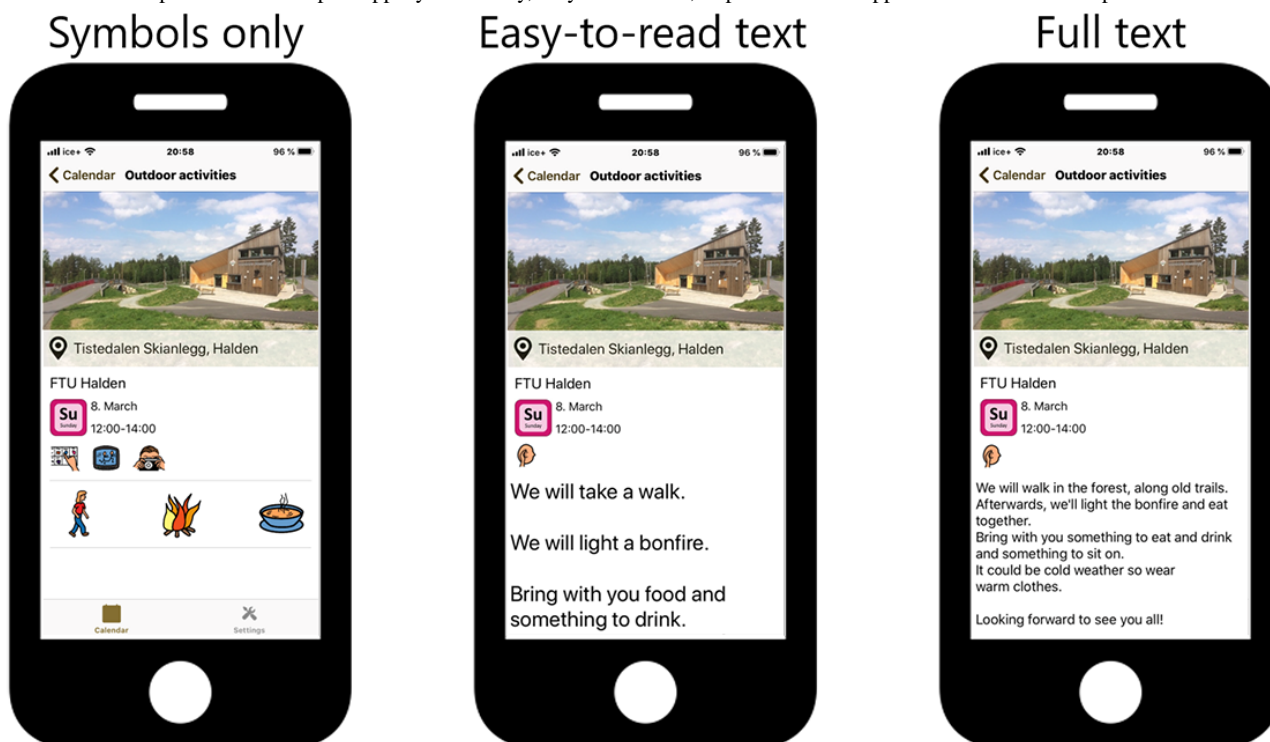 Symbols only
ice+ 20:58 96 %
Calendar Outdoor activities
Tistedalen Skianlegg, Halden
FTU Halden
Su
Sunday
8. March
12:00-14:00
Calendar Settings
Easy-to-read text
ice+ 20:58 96 %
Calendar Outdoor activities
Tistedalen Skianlegg, Halden
FTU Halden
Su
Sunday
8. March
12:00-14:00
We will take a walk.
We will light a bonfire.
Bring with you food and
something to drink.
Full text
ice+ 20:58 96 %
Calendar Outdoor activities
Tistedalen Skianlegg, Halden
FTU Halden
Su
Sunday
8. March
12:00-14:00
We will walk in the forest, along old trails.
Afterwards, we'll light the bonfire and eat
together.
Bring with you something to eat and drink
and something to sit on.
It could be cold weather so wear
warm clothes.
Looking forward to see you all!